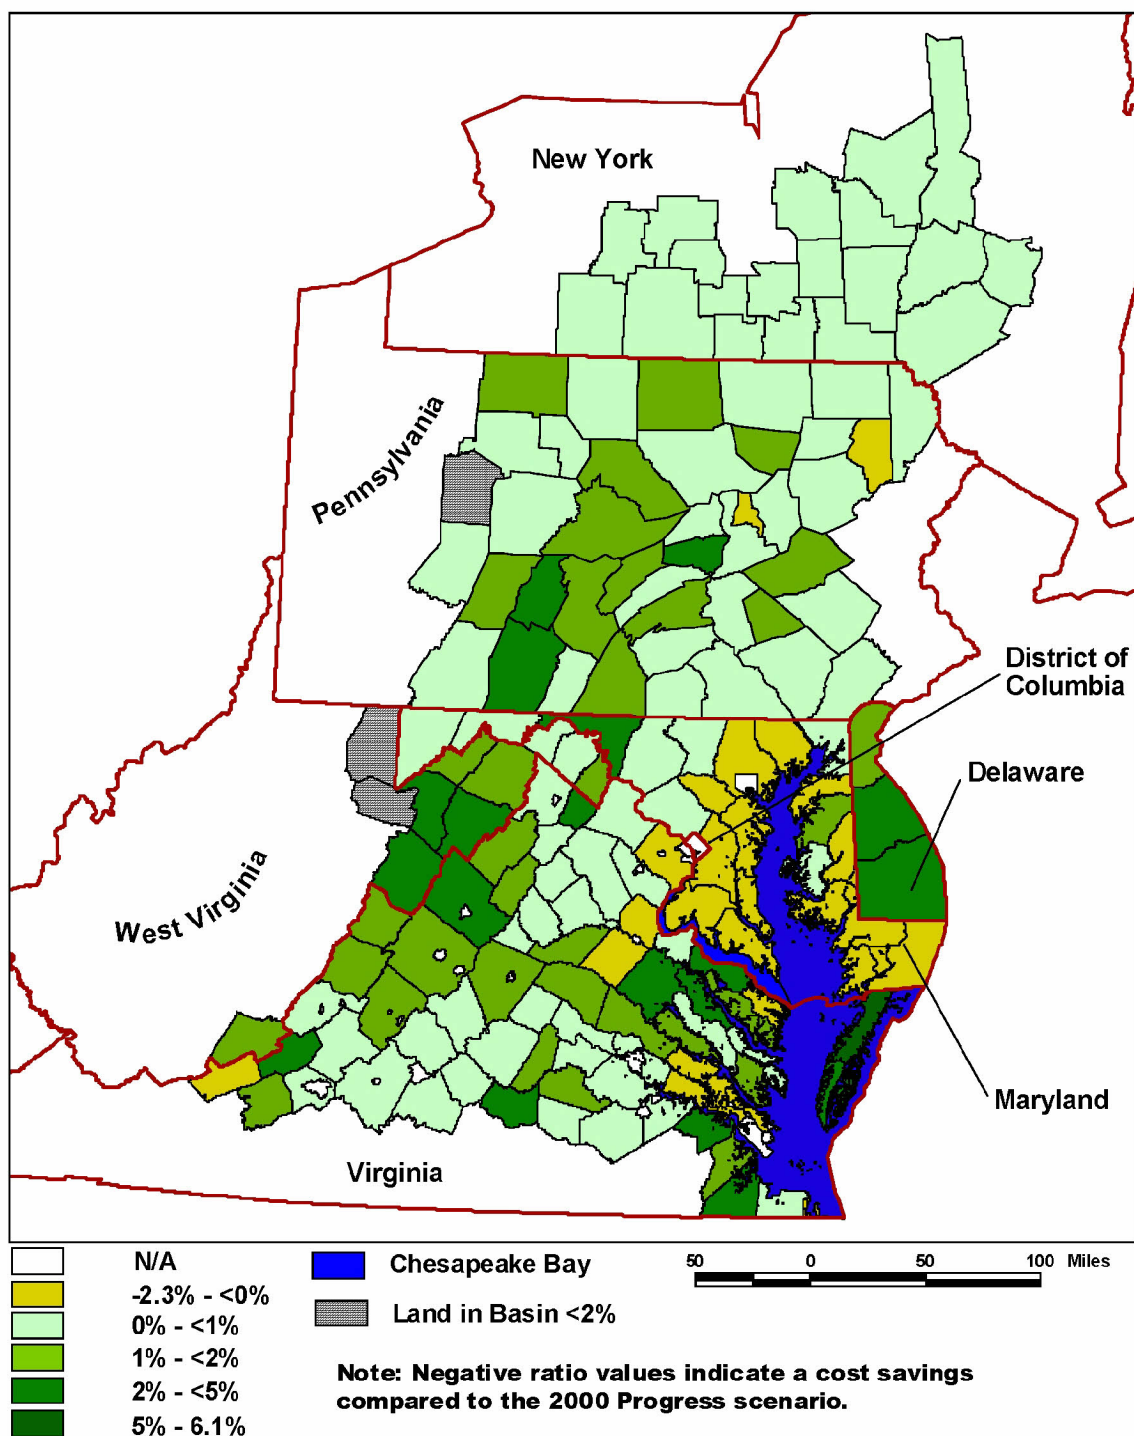 New York
Pennsylvania
District of
Columbia
Delaware
West Virginia
Maryland
Virginia
N/A
-2.3% - <0%
0% - <1%
1% - <2%
2% - <5%
5% - 6.1%
Chesapeake Bay
Land in Basin <2%
50 0 50 100 Miles
Note: Negative ratio values indicate a cost savings
compared to the 2000 Progress scenario.